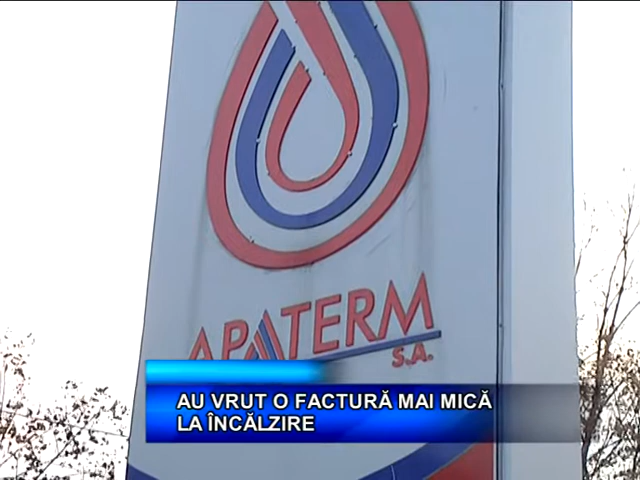 APATERM
S.A.
AU VRUT O FACTURĂ MAI MICĂ
LA ÎNCĂLZIRE